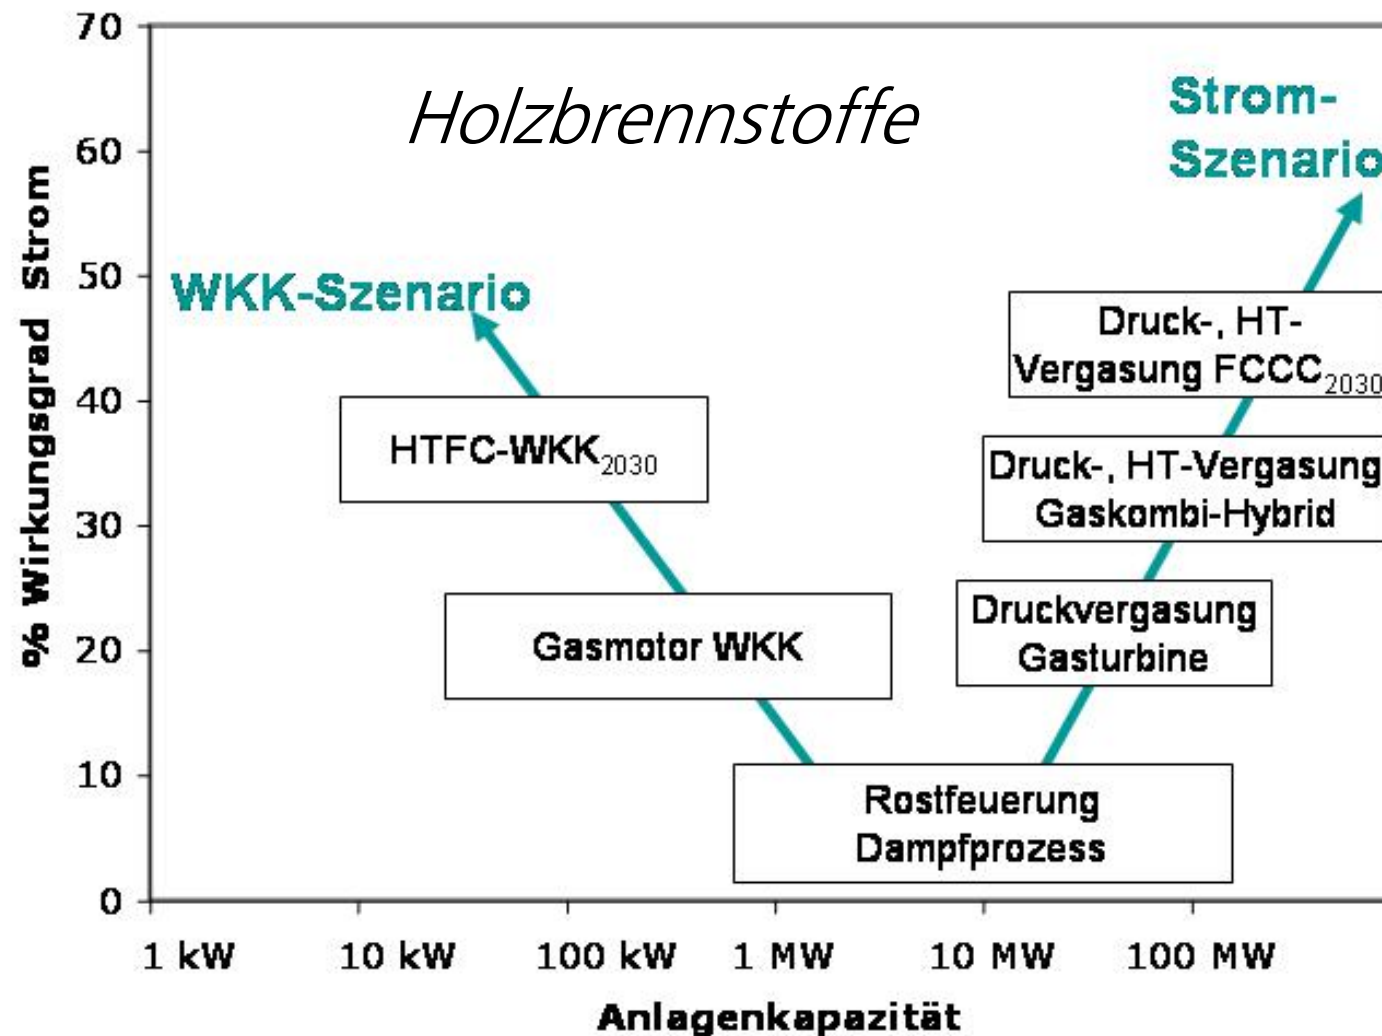 Holzbrennstoffe
Strom-
Szenario
WKK-Szenario
Druck-, HT-
Vergasung FCCC2030
HTFC-WKK2030
Druck-, HT-Vergasung
Gaskombi-Hybrid
Gasmotor WKK
Druckvergasung
Gasturbine
Rostfeuerung
Dampfprozess
% Wirkungsgrad Strom
70
60
50
40
30
20
10
0
1 kW 10 kW 100 kW 1 MW 10 MW 100 MW
Anlagenkapazität